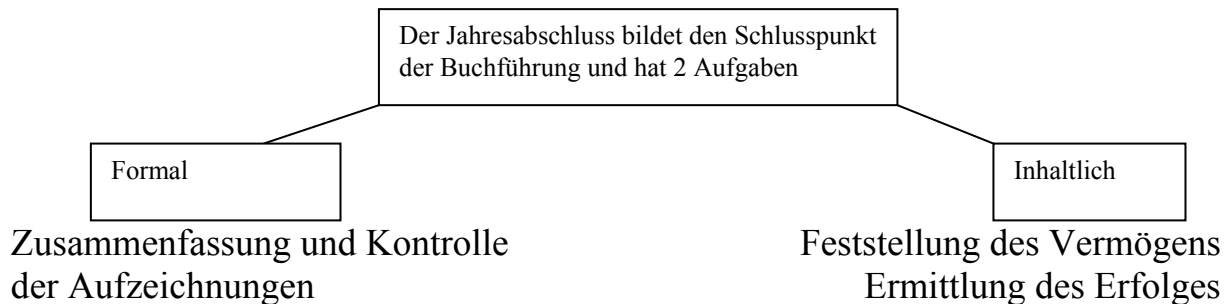 Der Jahresabschluss bildet den Schlusspunkt
der Buchführung und hat 2 Aufgaben
Formal
Zusammenfassung und Kontrolle
der Aufzeichnungen
Inhaltlich
Feststellung des Vermögens
Ermittlung des Erfolges